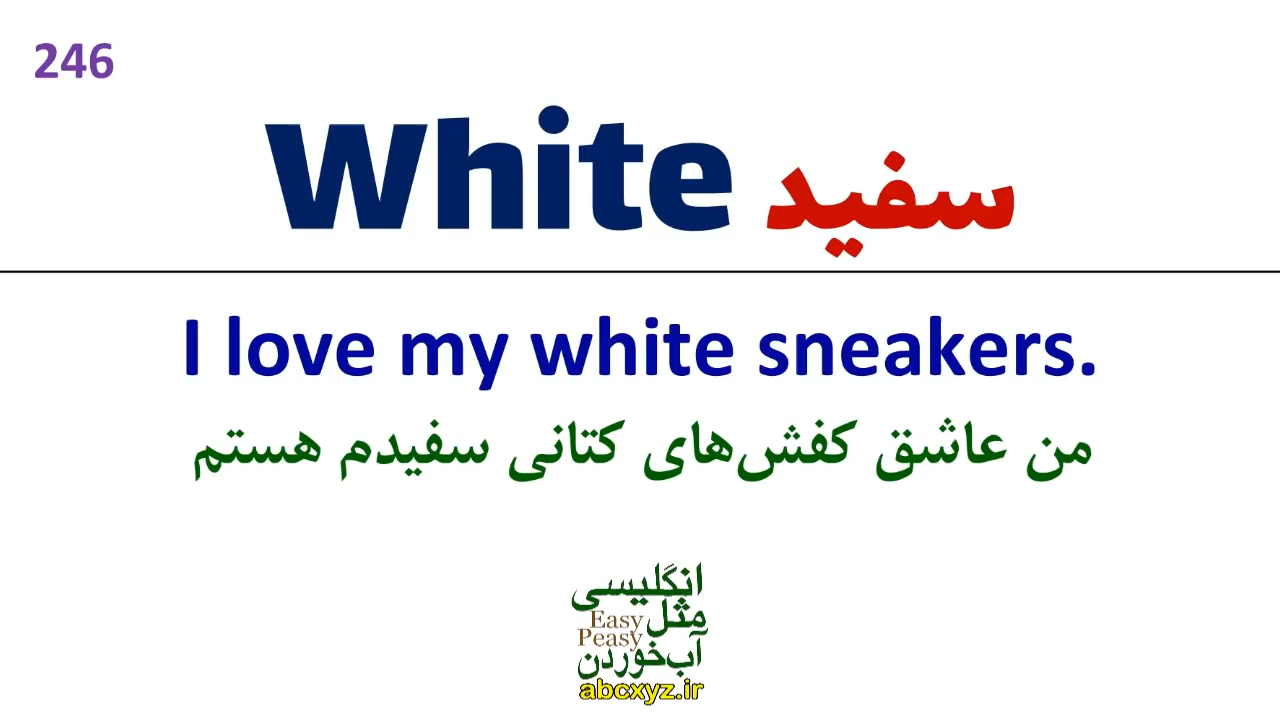 246
White سفید
I love my white sneakers.
من عاشق کفش‌های کتانی سفیدم هستم
انگلیسی
مثل
Easy
Peasy
آب‌خوردن
abcxyz.ir